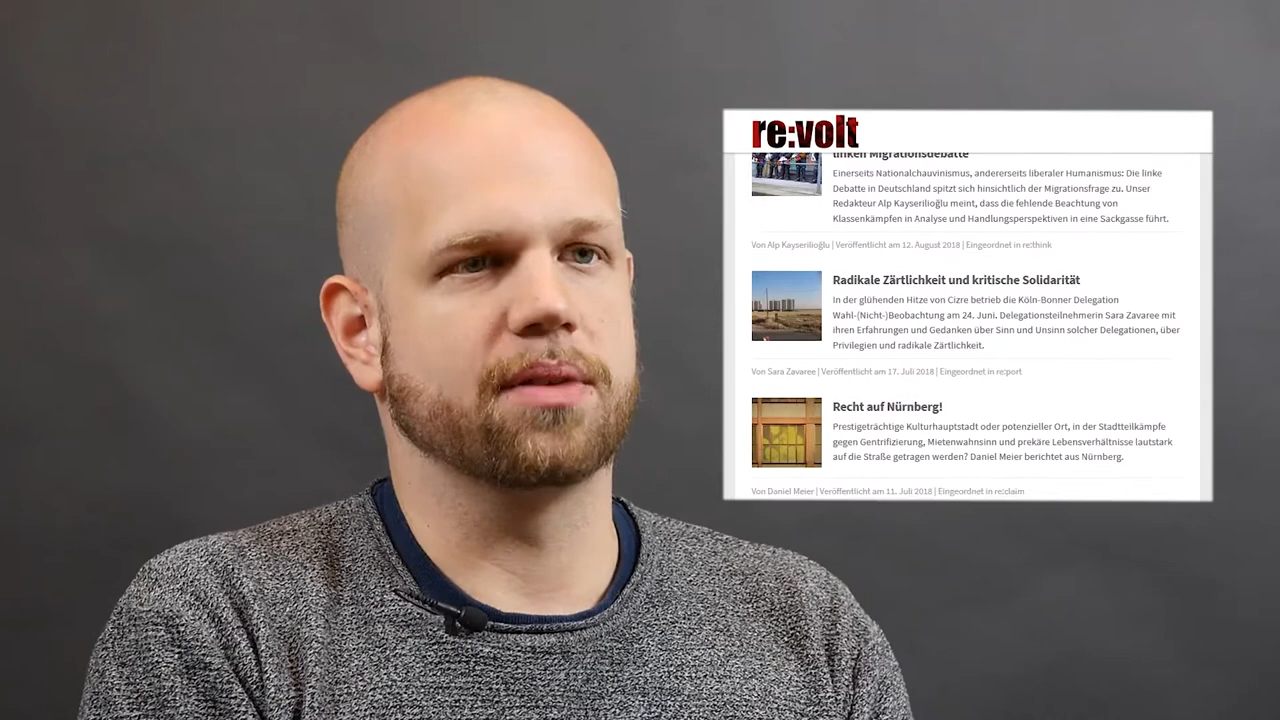 re:volt
linken Migrationsdebatte
Einerseits Nationalchauvinismus, andererseits liberaler Humanismus: Die linke
Debatte in Deutschland spitzt sich hinsichtlich der Migrationsfrage zu. Unser
Redakteur Alp Kayserilioğlu meint, dass die fehlende Beachtung von
Klassenkämpfen in Analyse und Handlungsperspektiven in eine Sackgasse führt.
Von Alp Kayserilioğlu | Veröffentlicht am 12. August 2018 | Eingeordnet in re:think
Radikale Zärtlichkeit und kritische Solidarität
In der glühenden Hitze von Cizre betrieb die Köln-Bonner Delegation
Wahl-(Nicht-)Beobachtung am 24. Juni. Delegationsteilnehmerin Sara Zavaree mit
ihren Erfahrungen und Gedanken über Sinn und Unsinn solcher Delegationen, über
Privilegien und radikale Zärtlichkeit.
Von Sara Zavaree | Veröffentlicht am 17. Juli 2018 | Eingeordnet in re:port
Recht auf Nürnberg!
Prestigeträchtige Kulturhauptstadt oder potenzieller Ort, in der Stadtteilkämpfe
gegen Gentrifizierung, Mietenwahnsinn und prekäre Lebensverhältnisse lautstark
auf die Straße getragen werden? Daniel Meier berichtet aus Nürnberg.
Von Daniel Meier | Veröffentlicht am 11. Juli 2018 | Eingeordnet in re:claim